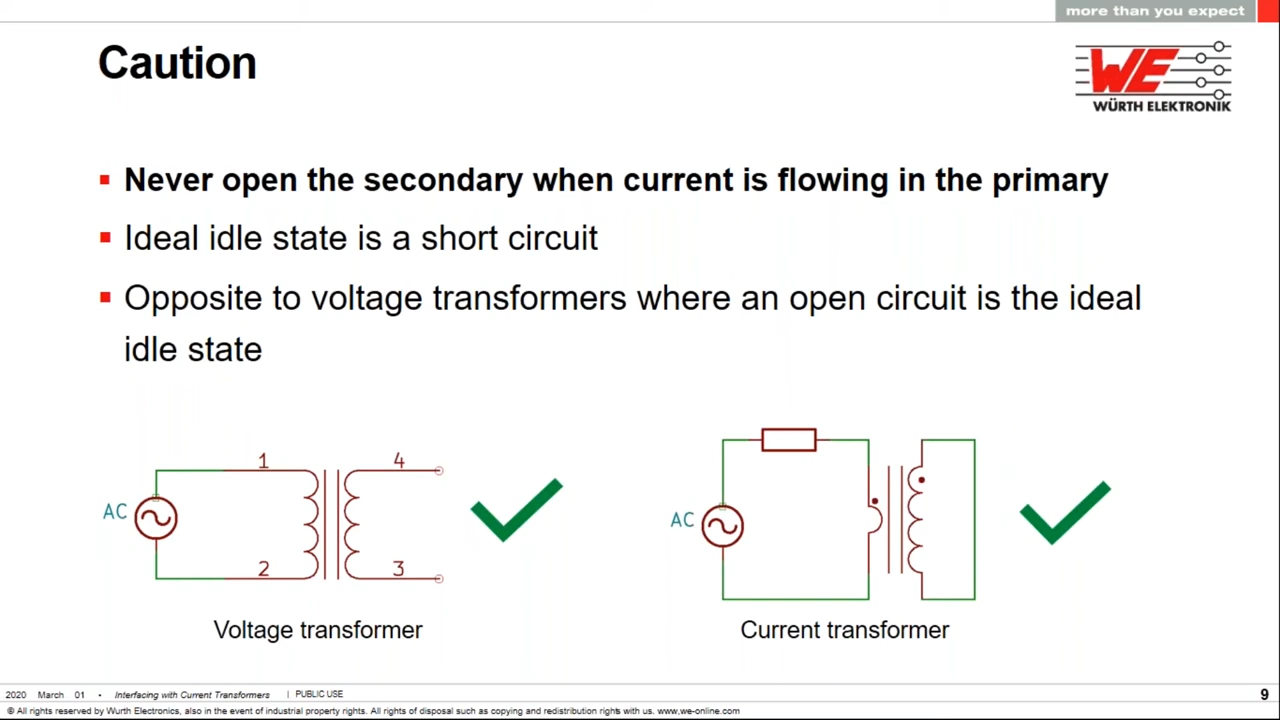 more than you expect
Caution
WE
WÜRTH ELEKTRONIK
Never open the secondary when current is flowing in the primary
Ideal idle state is a short circuit
Opposite to voltage transformers where an open circuit is the ideal
idle state
1
4
AC
2
3
Voltage transformer
AC
Current transformer
2020 March 01 • Interfacing with Current Transformers | PUBLIC USE
9
© All rights reserved by Wurth Electronics, also in the event of industrial property rights. All rights of disposal such as copying and redistribution rights with us. www.we-online.com